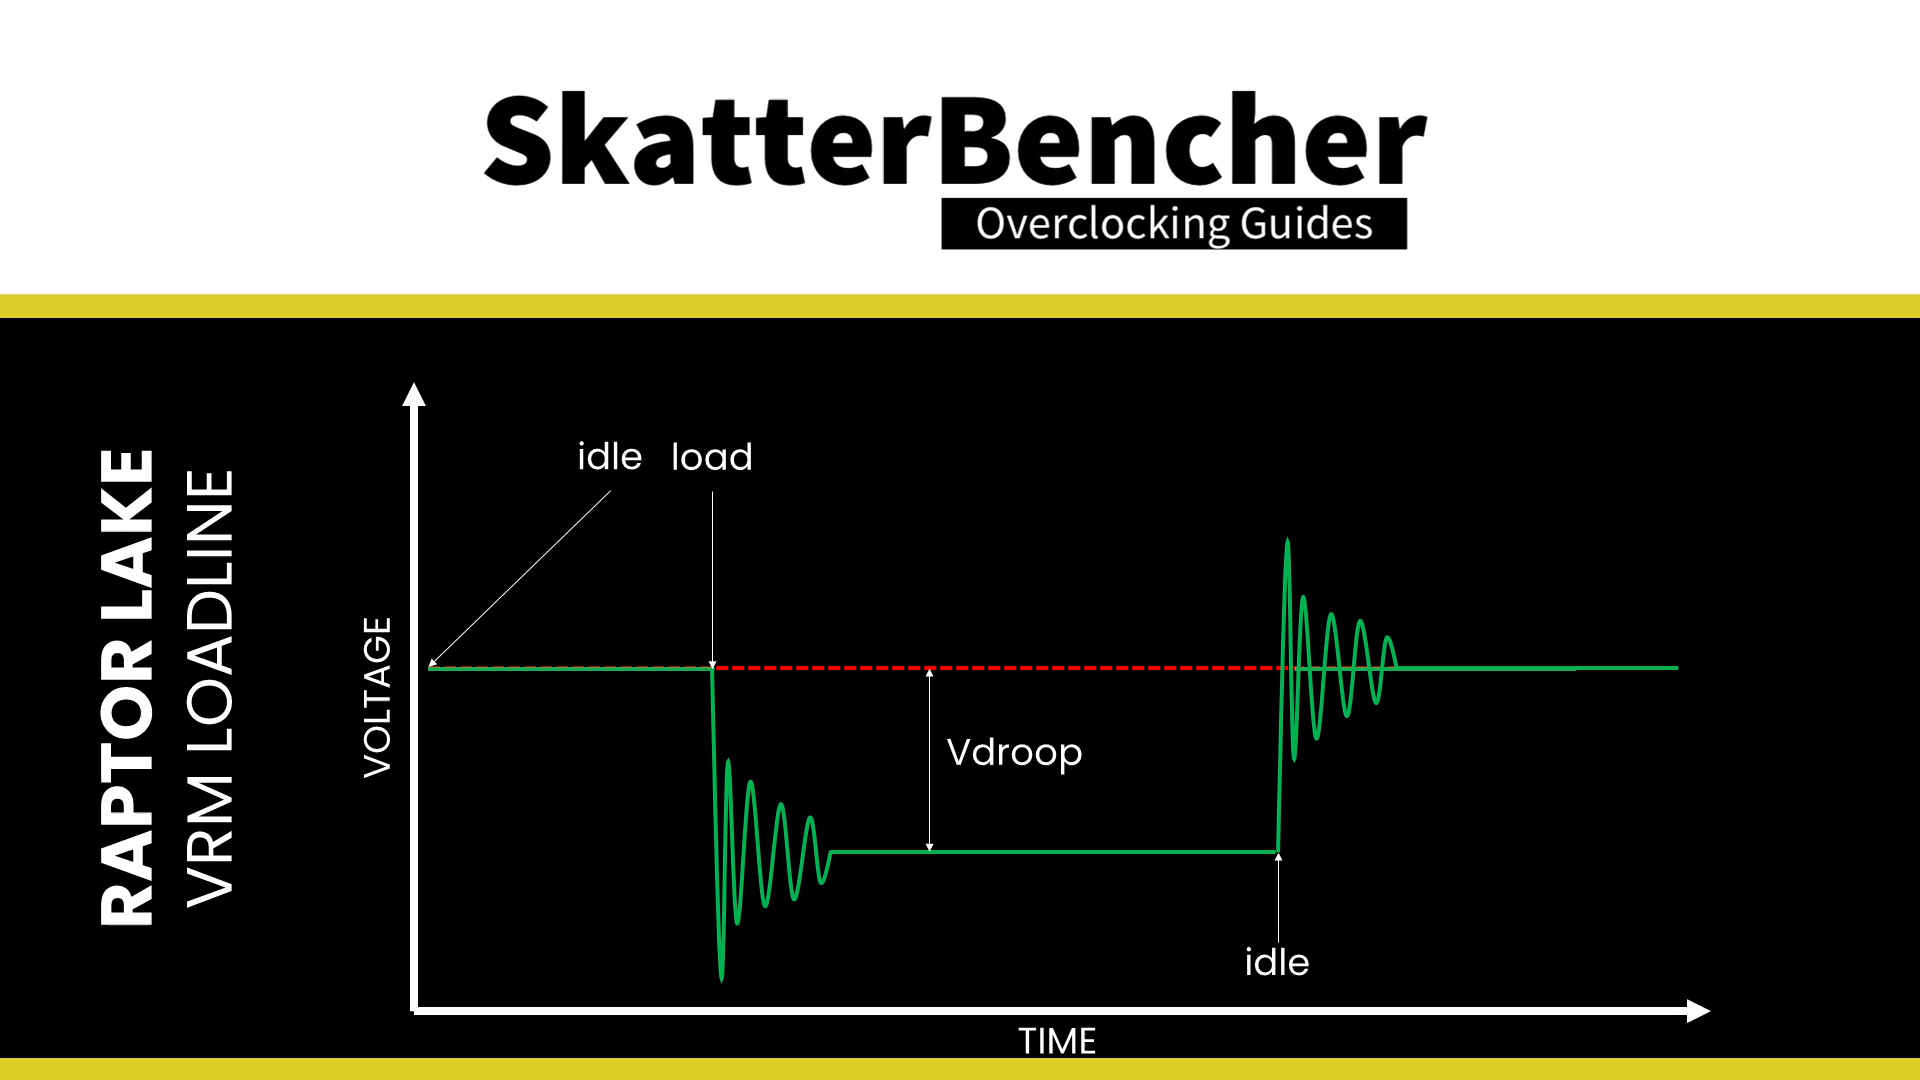 SkatterBencher
Overclocking Guides
RAPTOR LAKE
VRM LOADLINE
VOLTAGE
idle
load
Vdroop
idle
TIME